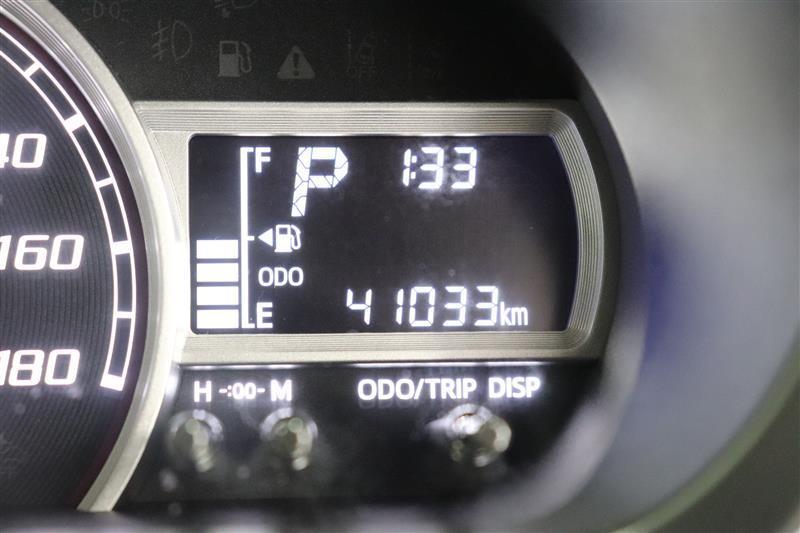 F P 1:33
40
160
ODO
E 41033km
180
H -:00- M ODO/TRIP DISP